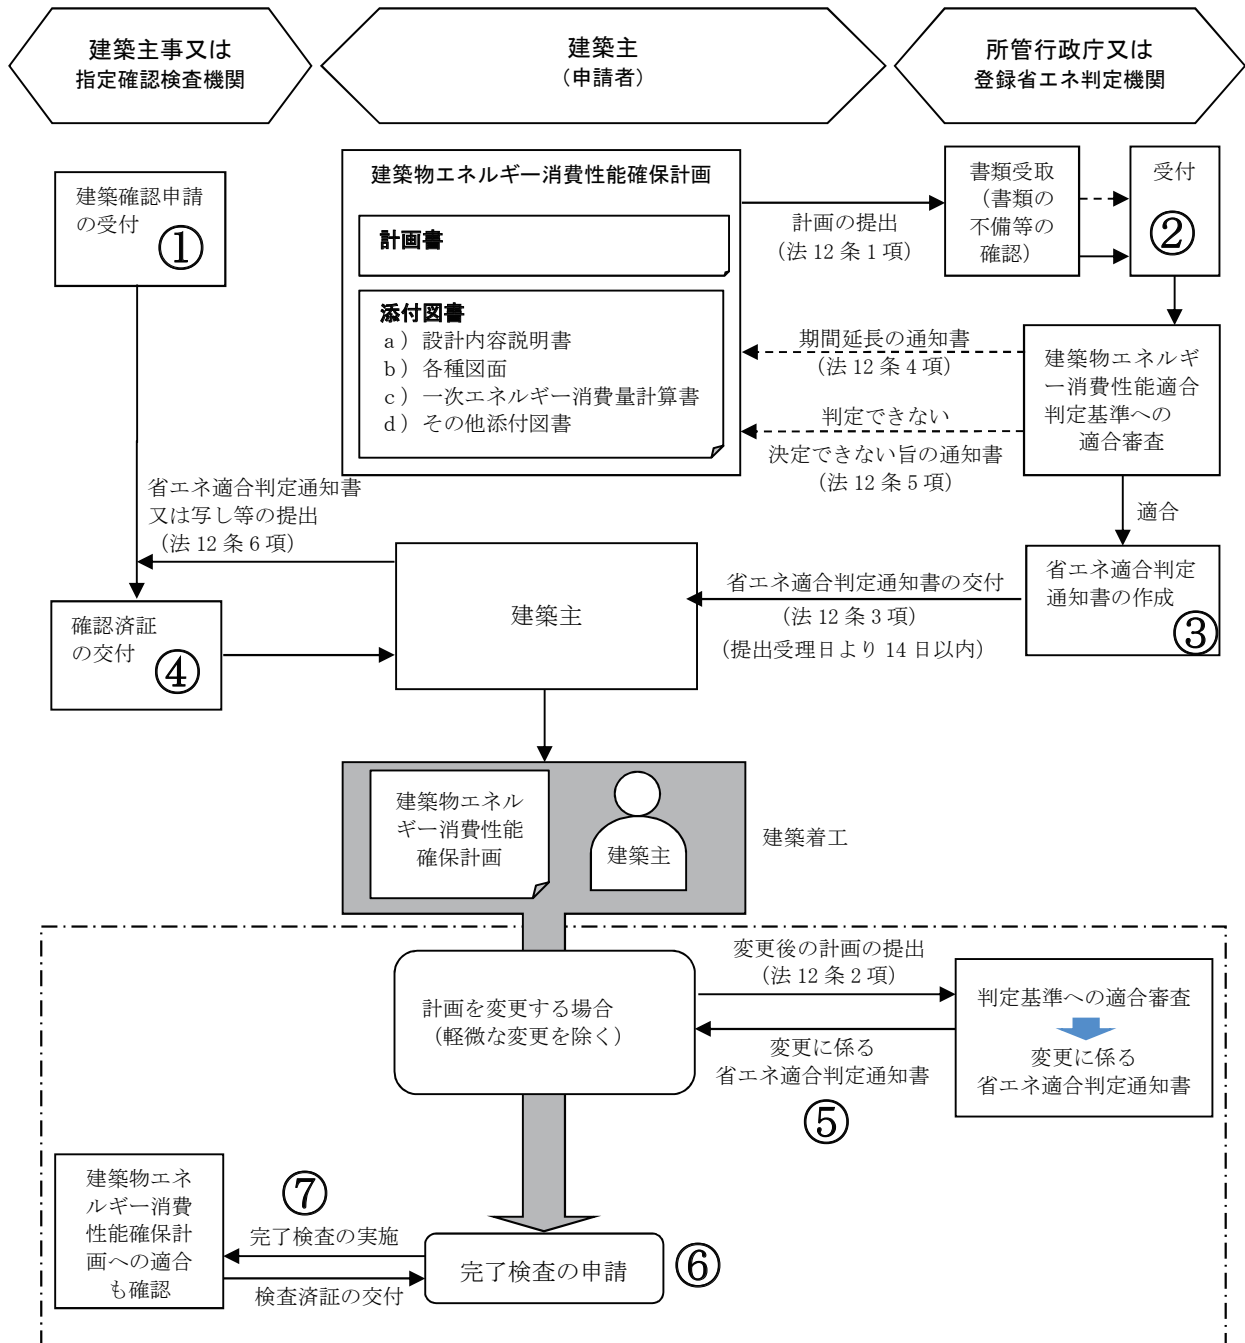 建築主事又は
指定確認検査機関
建築主
（申請者）
所管行政庁又は
登録省エネ判定機関
建築確認申請
の受付
①
建築物エネルギー消費性能確保計画
計画書
添付図書
a）設計内容説明書
b）各種図面
c）一次エネルギー消費量計算書
d）その他添付図書
計画の提出
（法 12 条 1 項）
書類受取
（書類の
不備等の
確認）
受付
②
期間延長の通知書
（法 12 条 4 項）
判定できない
決定できない旨の通知書
（法 12 条 5 項）
建築物エネルギ
ー消費性能適合
判定基準への
適合審査
適合
省エネ適合判定通知書
又は写し等の提出
（法 12 条 6 項）
建築主
省エネ適合判定通知書の交付
（法 12 条 3 項）
（提出受理日より 14 日以内）
省エネ適合判定
通知書の作成
③
確認済証
の交付
④
建築物エネル
ギー消費性能
確保計画
建築主
建築着工
計画を変更する場合
（軽微な変更を除く）
変更後の計画の提出
（法 12 条 2 項）
変更に係る
省エネ適合判定通知書
⑤
判定基準への適合審査
変更に係る
省エネ適合判定通知書
建築物エネ
ルギー消費
性能確保計
画への適合
も確認
⑦
完了検査の実施
検査済証の交付
完了検査の申請
⑥